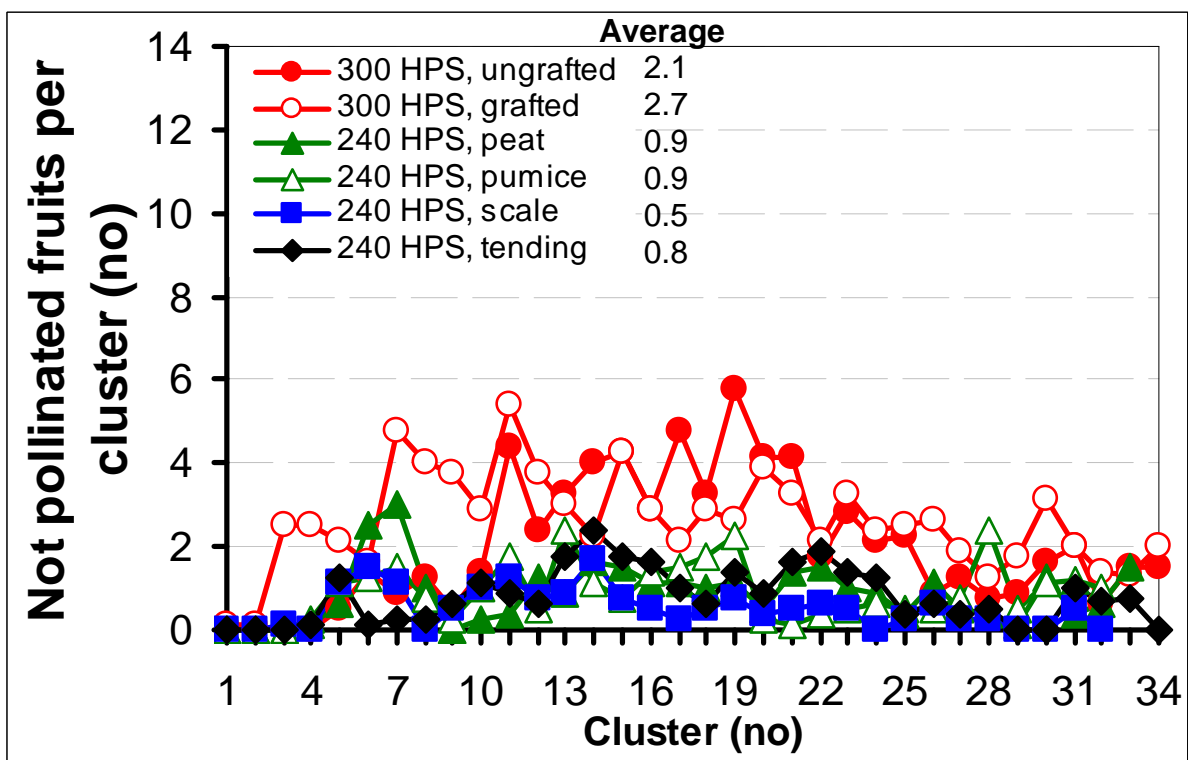 Average
300 HPS, ungrafted 2.1
300 HPS, grafted 2.7
240 HPS, peat 0.9
240 HPS, pumice 0.9
240 HPS, scale 0.5
240 HPS, tending 0.8
Not pollinated fruits per
cluster (no)
14
12
10
8
6
4
2
0
1 4 7 10 13 16 19 22 25 28 31 34
Cluster (no)